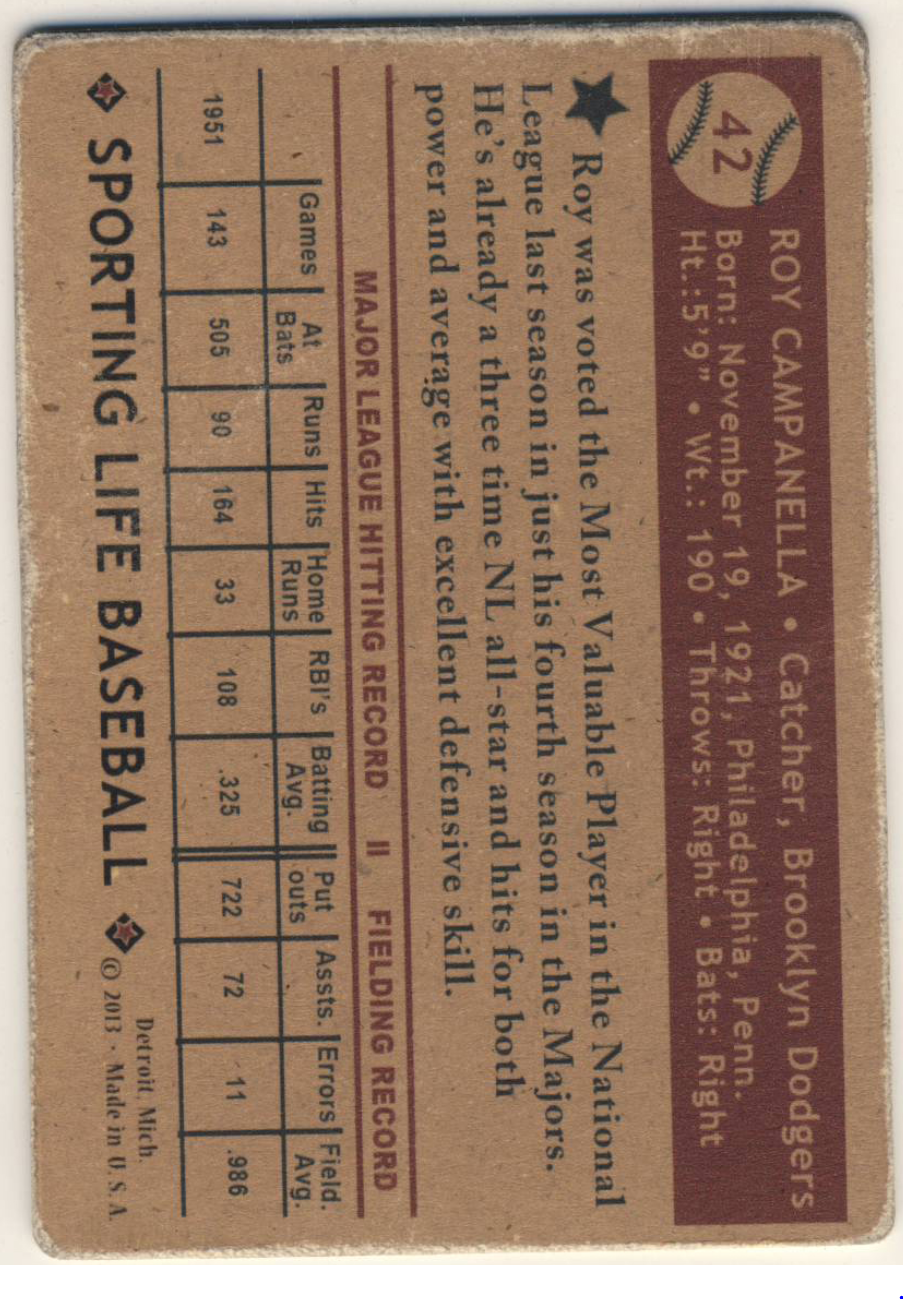 42
ROY CAMPANELLA • Catcher, Brooklyn Dodgers
Born: November 19, 1921, Philadelphia, Penn.
Ht.:5'9" • Wt.: 190 • Throws: Right • Bats: Right
★ Roy was voted the Most Valuable Player in the National
League last season in just his fourth season in the Majors.
He's already a three time NL all-star and hits for both
power and average with excellent defensive skill.
MAJOR LEAGUE HITTING RECORD || FIELDING RECORD
Games At Bats Runs Hits Home Runs RBI's Batting Avg. Put outs Assts. Errors Field. Avg.
1951 143 505 90 164 33 108 .325 722 72 11 .986
SPORTING LIFE BASEBALL
Detroit, Mich.
© 2013 · Made in U. S. A.